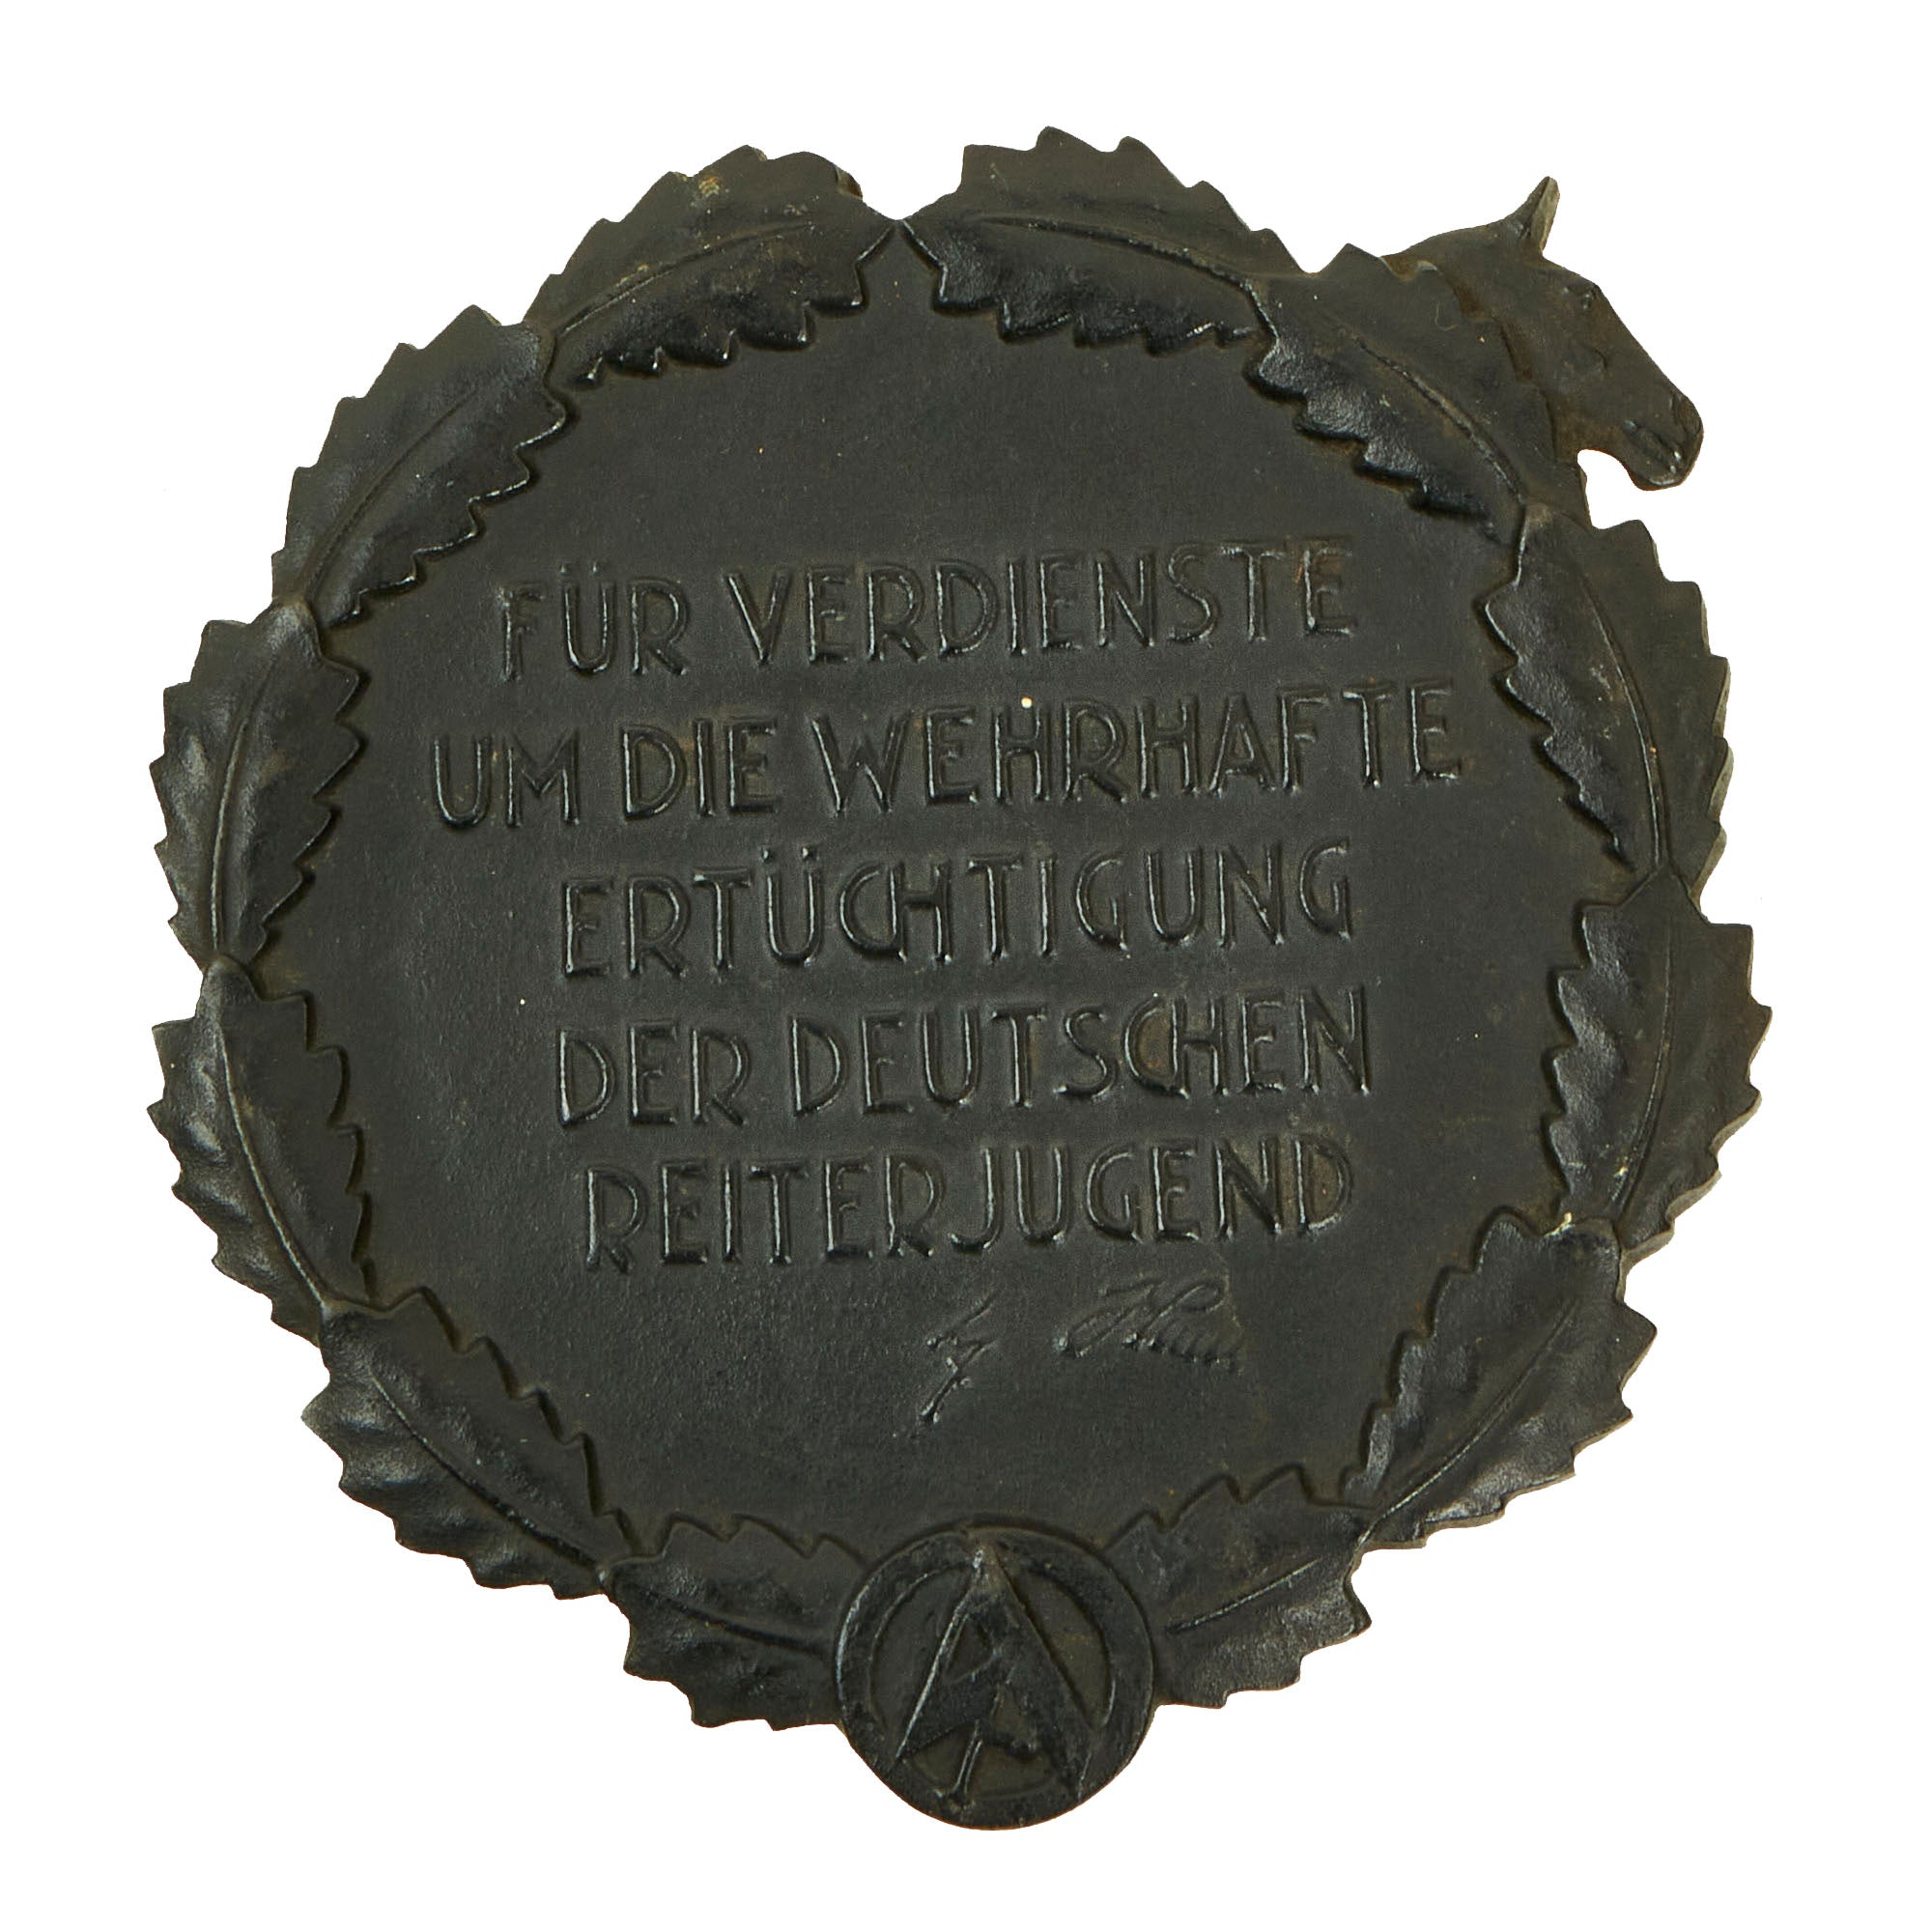 FÜR VERDIENSTE
UM DIE WEHRHAFTE
ERTÜCHTIGUNG
DER DEUTSCHEN
REITERJUGEND